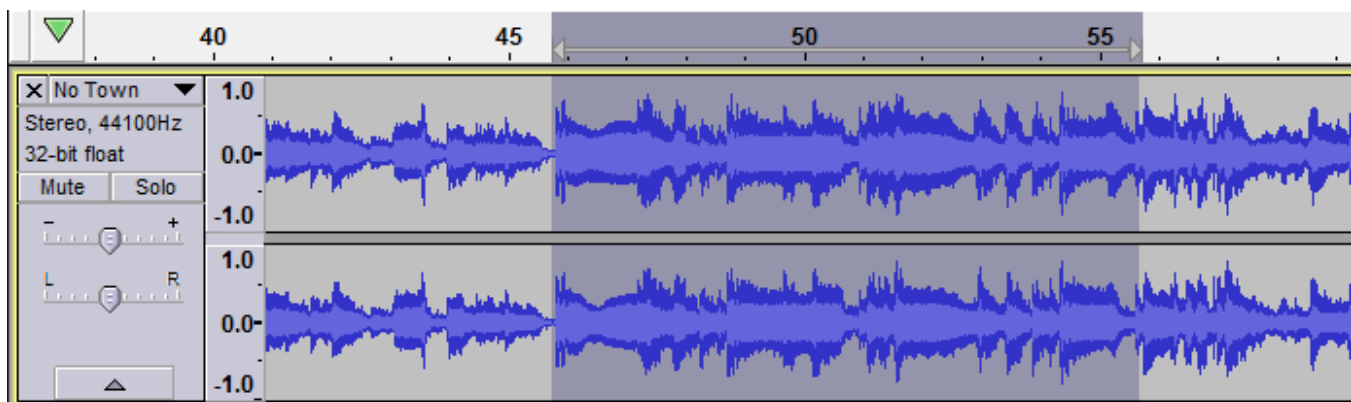 40 45 50 55
X No Town
Stereo, 44100Hz
32-bit float
Mute Solo
- +
L R
1.0
0.0-
-1.0
1.0
0.0-
-1.0